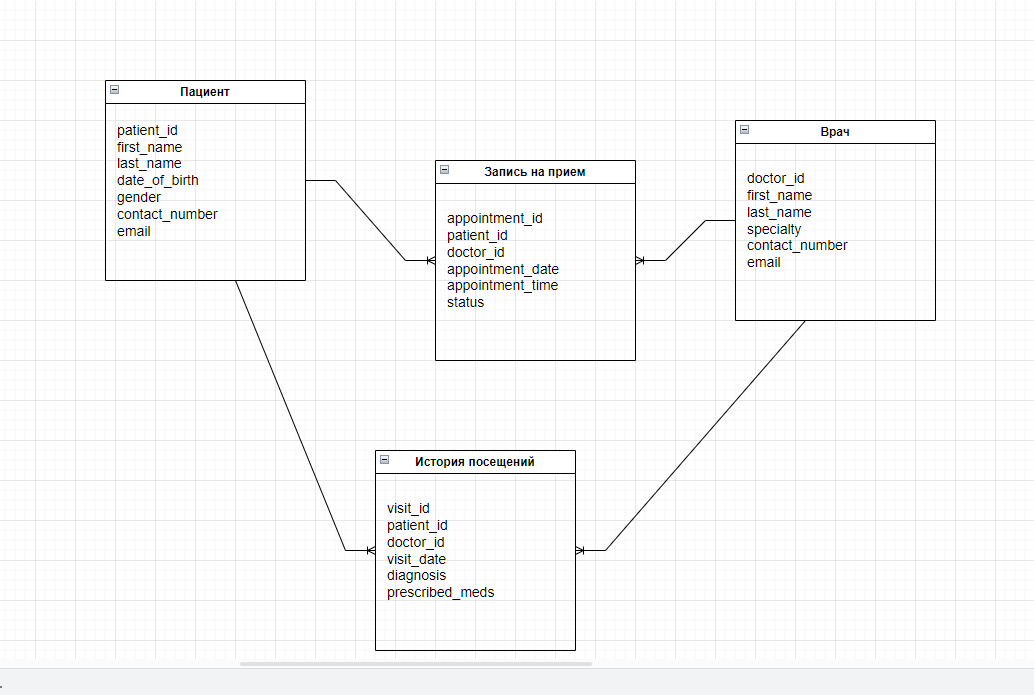 Пациент
patient_id
first_name
last_name
date_of_birth
gender
contact_number
email
Запись на прием
appointment_id
patient_id
doctor_id
appointment_date
appointment_time
status
Врач
doctor_id
first_name
last_name
specialty
contact_number
email
История посещений
visit_id
patient_id
doctor_id
visit_date
diagnosis
prescribed_meds